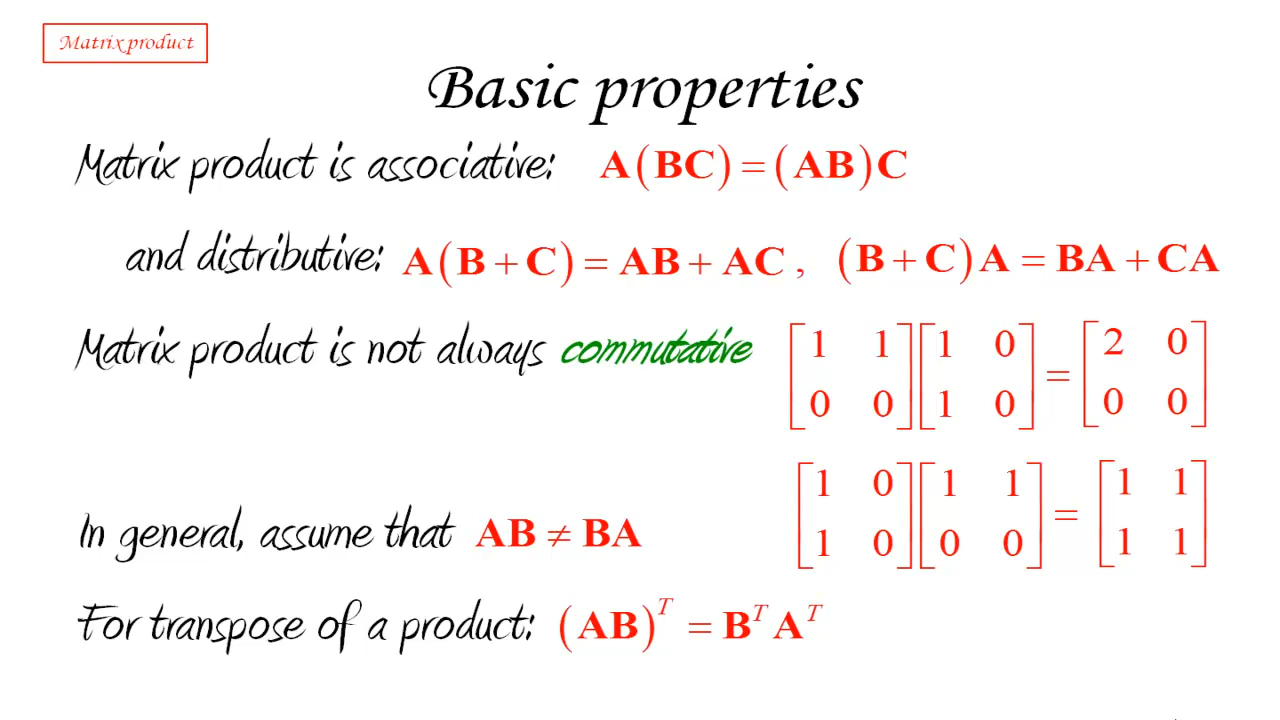 Matrix product
Basic properties
Matrix product is associative: A(BC) = (AB)C
and distributive: A(B + C) = AB + AC , (B + C)A = BA + CA
Matrix product is not always commutative
[1 1; 0 0] [1 0; 1 0] = [2 0; 0 0]
[1 0; 1 0] [1 1; 0 0] = [1 1; 1 1]
In general, assume that AB ≠ BA
For transpose of a product: (AB)^T = B^T A^T